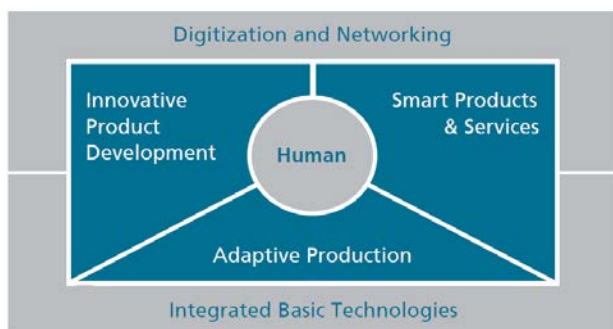 Digitization and Networking
Innovative
Product
Development
Smart Products
& Services
Human
Adaptive Production
Integrated Basic Technologies